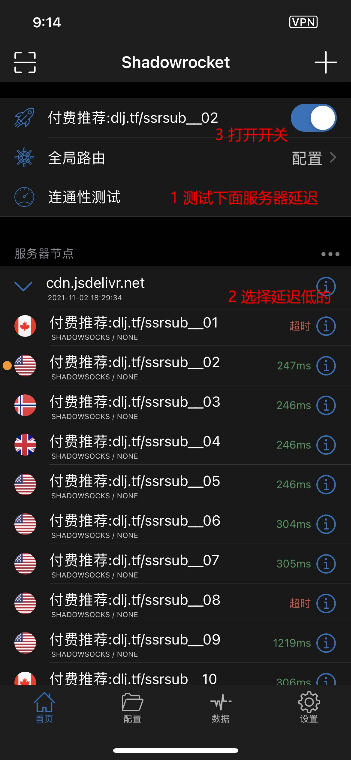 9:14
VPN
Shadowrocket
付费推荐:dlj.tf/ssrsub__02
3 打开开关
全局路由
配置
连通性测试
1 测试下面服务器延迟
服务器节点
cdn.jsdelivr.net
2021-11-02 18:29:34
2 选择延迟低的
付费推荐:dlj.tf/ssrsub__01
SHADOWSOCKS / NONE
超时
付费推荐:dlj.tf/ssrsub__02
SHADOWSOCKS / NONE
247ms
付费推荐:dlj.tf/ssrsub__03
SHADOWSOCKS / NONE
246ms
付费推荐:dlj.tf/ssrsub__04
SHADOWSOCKS / NONE
246ms
付费推荐:dlj.tf/ssrsub__05
SHADOWSOCKS / NONE
246ms
付费推荐:dlj.tf/ssrsub__06
SHADOWSOCKS / NONE
304ms
付费推荐:dlj.tf/ssrsub__07
SHADOWSOCKS / NONE
305ms
付费推荐:dlj.tf/ssrsub__08
SHADOWSOCKS / NONE
超时
付费推荐:dlj.tf/ssrsub__09
SHADOWSOCKS / NONE
1219ms
付费推荐:dlj.tf/ssrsub__10
306ms
首页
配置
数据
设置